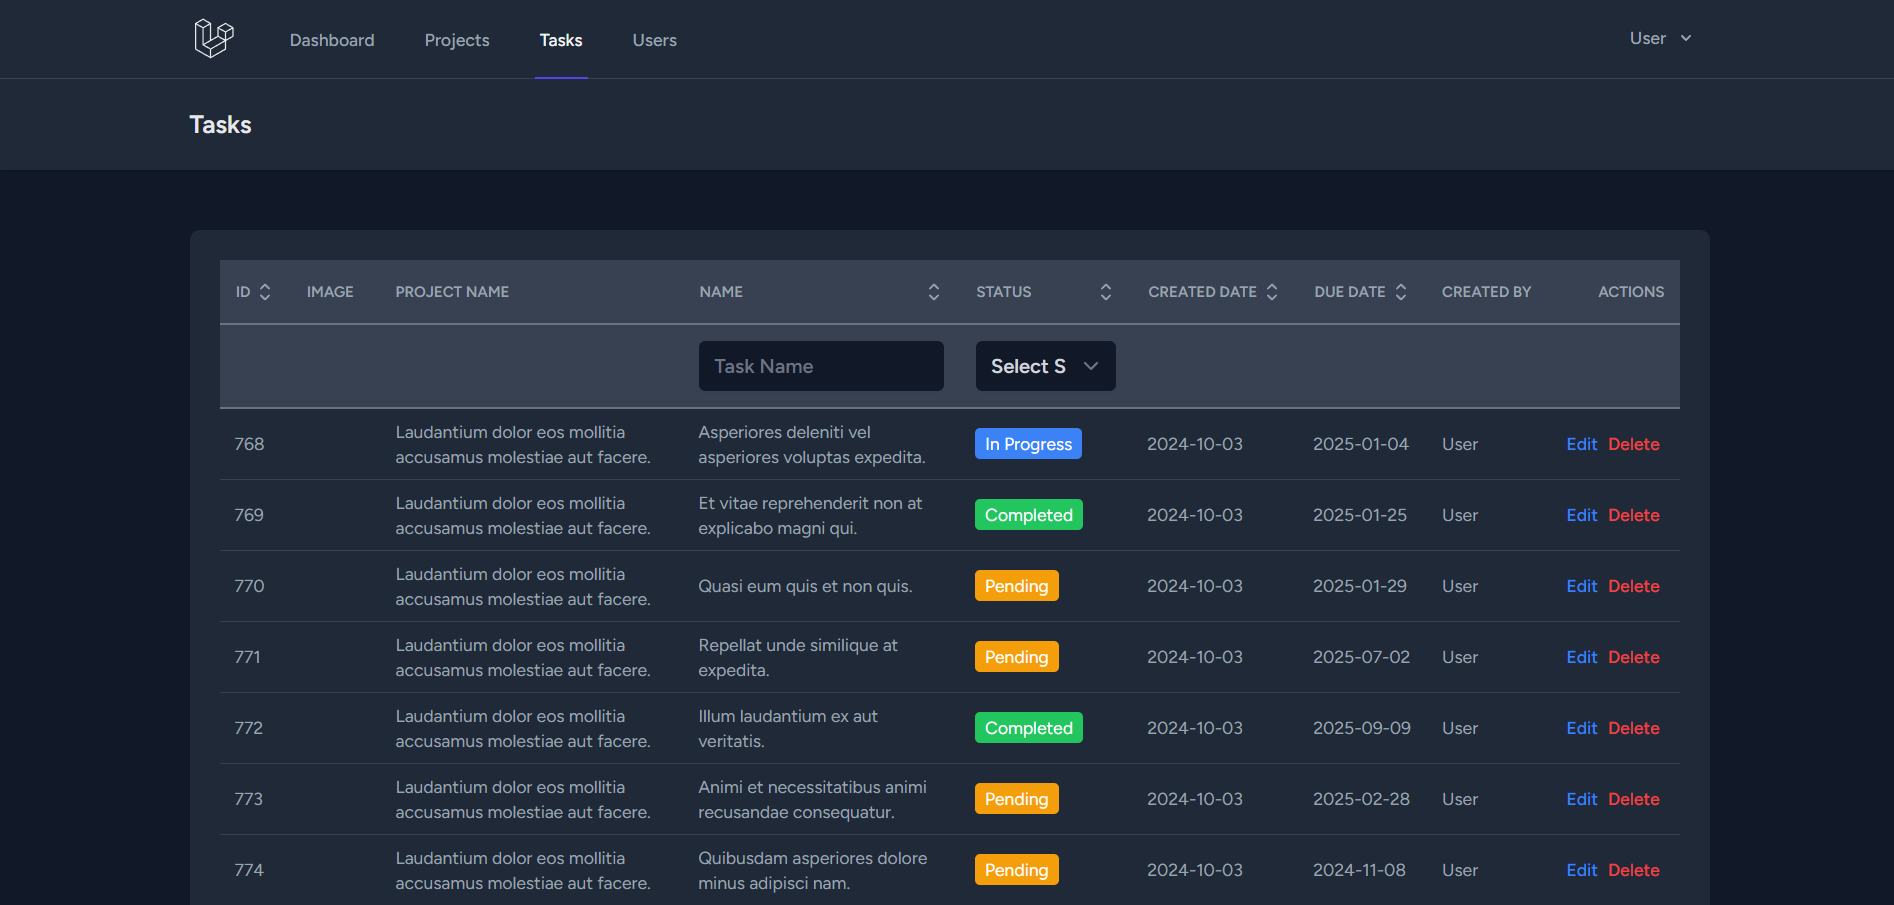 Dashboard Projects Tasks Users User
Tasks
ID IMAGE PROJECT NAME NAME STATUS CREATED DATE DUE DATE CREATED BY ACTIONS
Task Name Select S
768 Laudantium dolor eos mollitia accusamus molestiae aut facere. Asperiores deleniti vel asperiores voluptas expedita. In Progress 2024-10-03 2025-01-04 User Edit Delete
769 Laudantium dolor eos mollitia accusamus molestiae aut facere. Et vitae reprehenderit non at explicabo magni qui. Completed 2024-10-03 2025-01-25 User Edit Delete
770 Laudantium dolor eos mollitia accusamus molestiae aut facere. Quasi eum quis et non quis. Pending 2024-10-03 2025-01-29 User Edit Delete
771 Laudantium dolor eos mollitia accusamus molestiae aut facere. Repellat unde similique at expedita. Pending 2024-10-03 2025-07-02 User Edit Delete
772 Laudantium dolor eos mollitia accusamus molestiae aut facere. Illum laudantium ex aut veritatis. Completed 2024-10-03 2025-09-09 User Edit Delete
773 Laudantium dolor eos mollitia accusamus molestiae aut facere. Animi et necessitatibus animi recusandae consequatur. Pending 2024-10-03 2025-02-28 User Edit Delete
774 Laudantium dolor eos mollitia accusamus molestiae aut facere. Quibusdam asperiores dolore minus adipisci nam. Pending 2024-10-03 2024-11-08 User Edit Delete